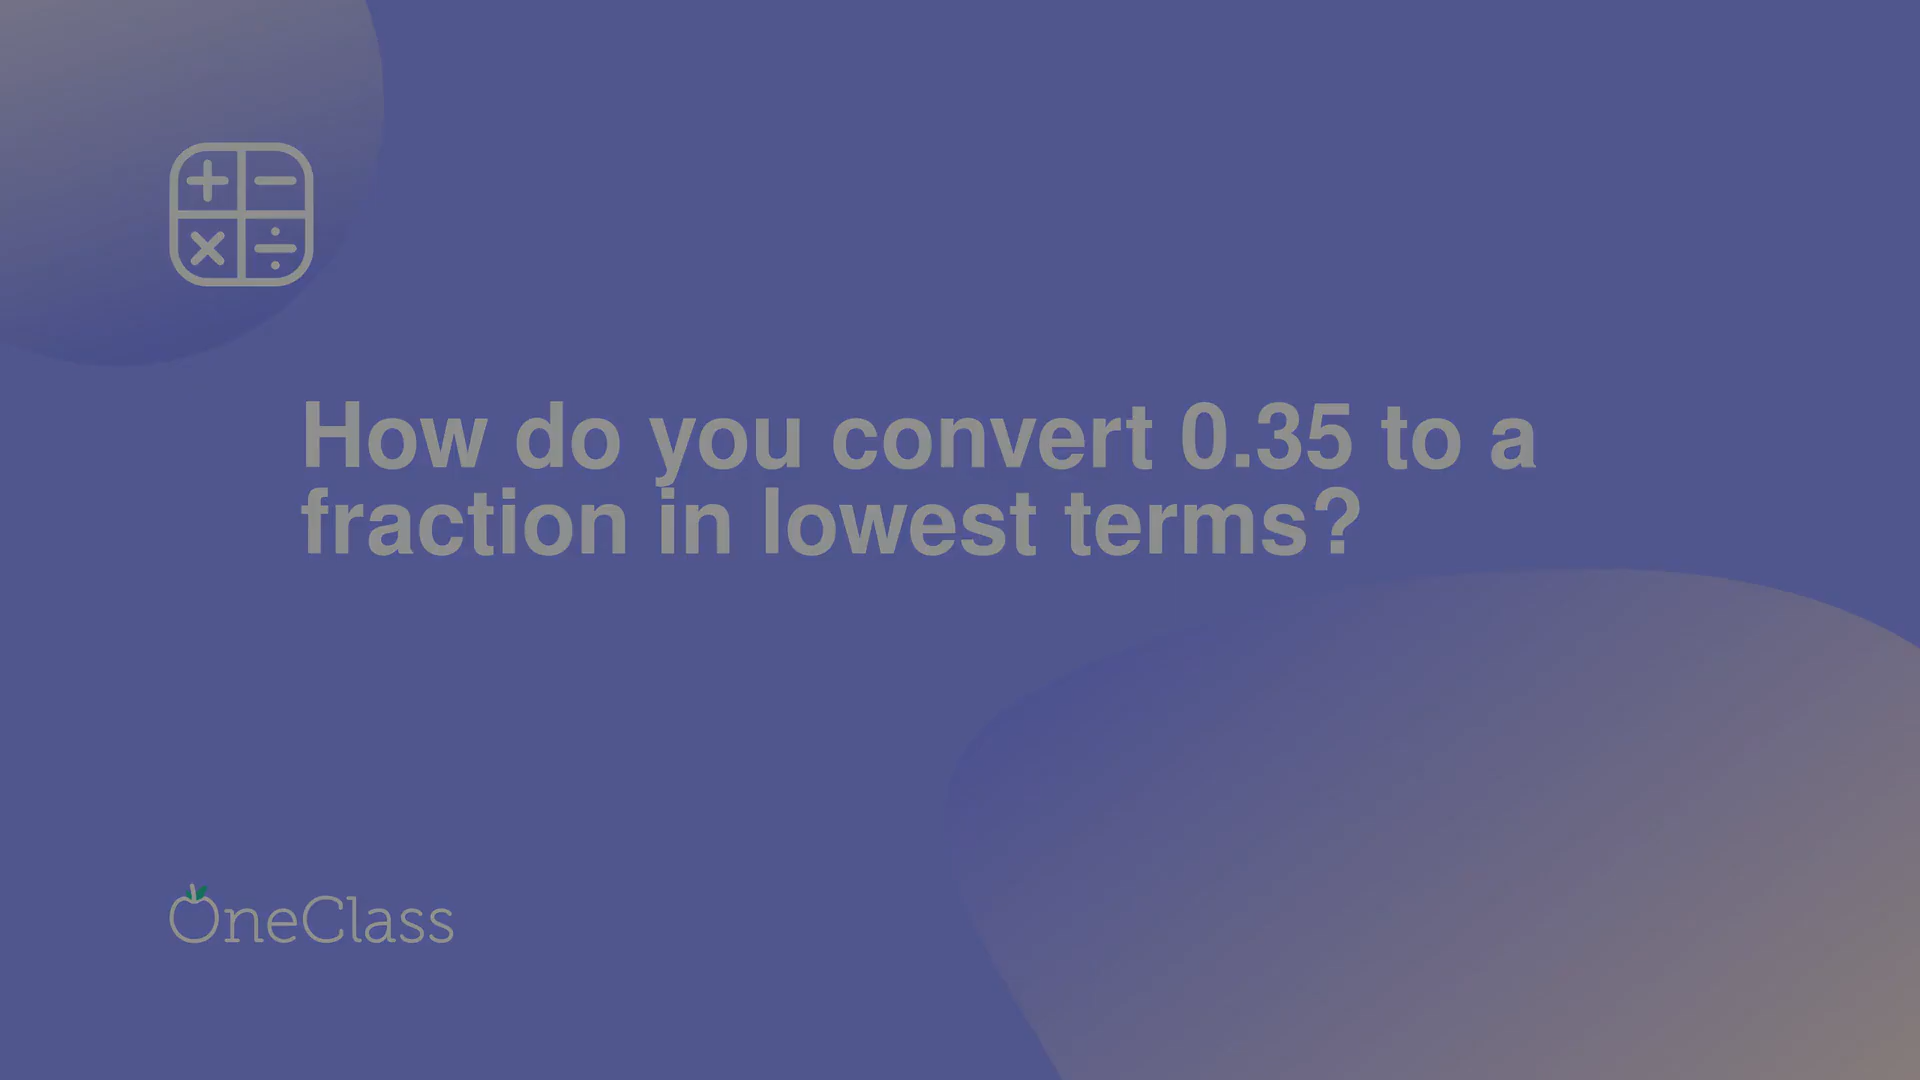 How do you convert 0.35 to a
fraction in lowest terms?
OneClass